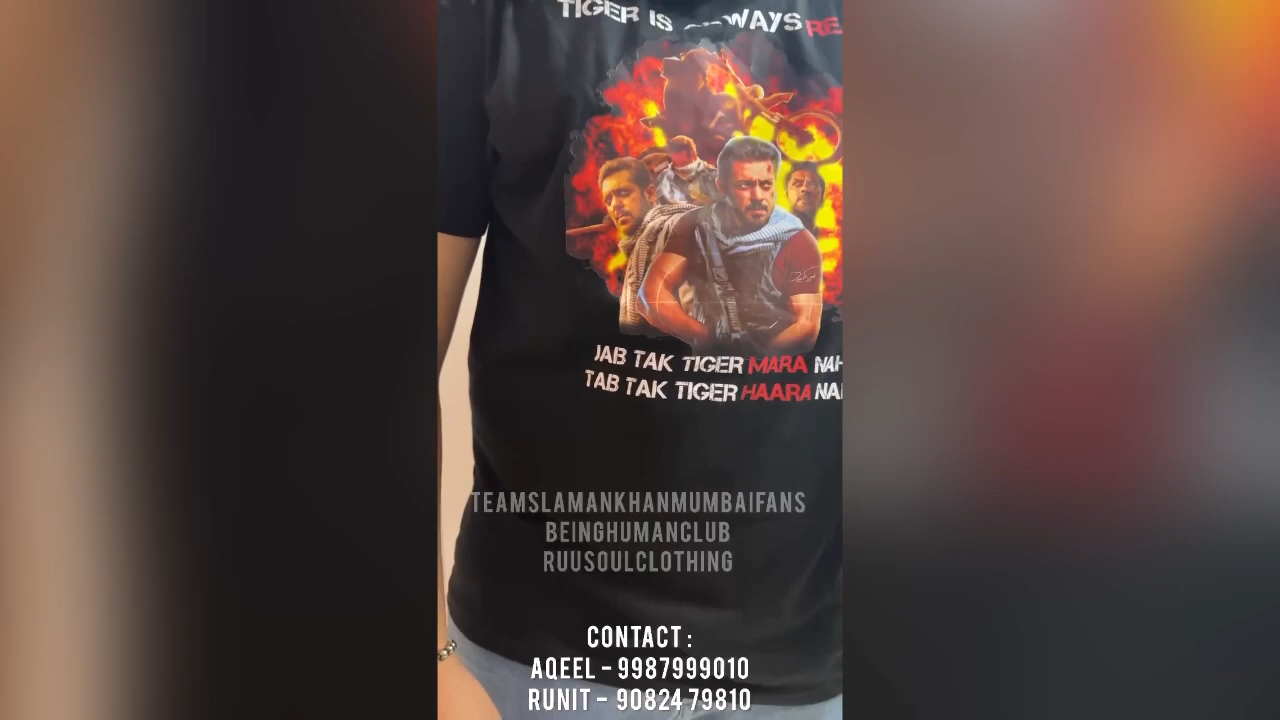 TIGER IS WAYS
JAB TAK TIGER MARA
TAB TAK TIGER HAARA
TEAMSLAMANKHANMUMBAIFANS
BEINGHUMANCLUB
RUUSOULCLOTHING
CONTACT :
AQEEL - 9987999010
RUNIT - 90824 79810